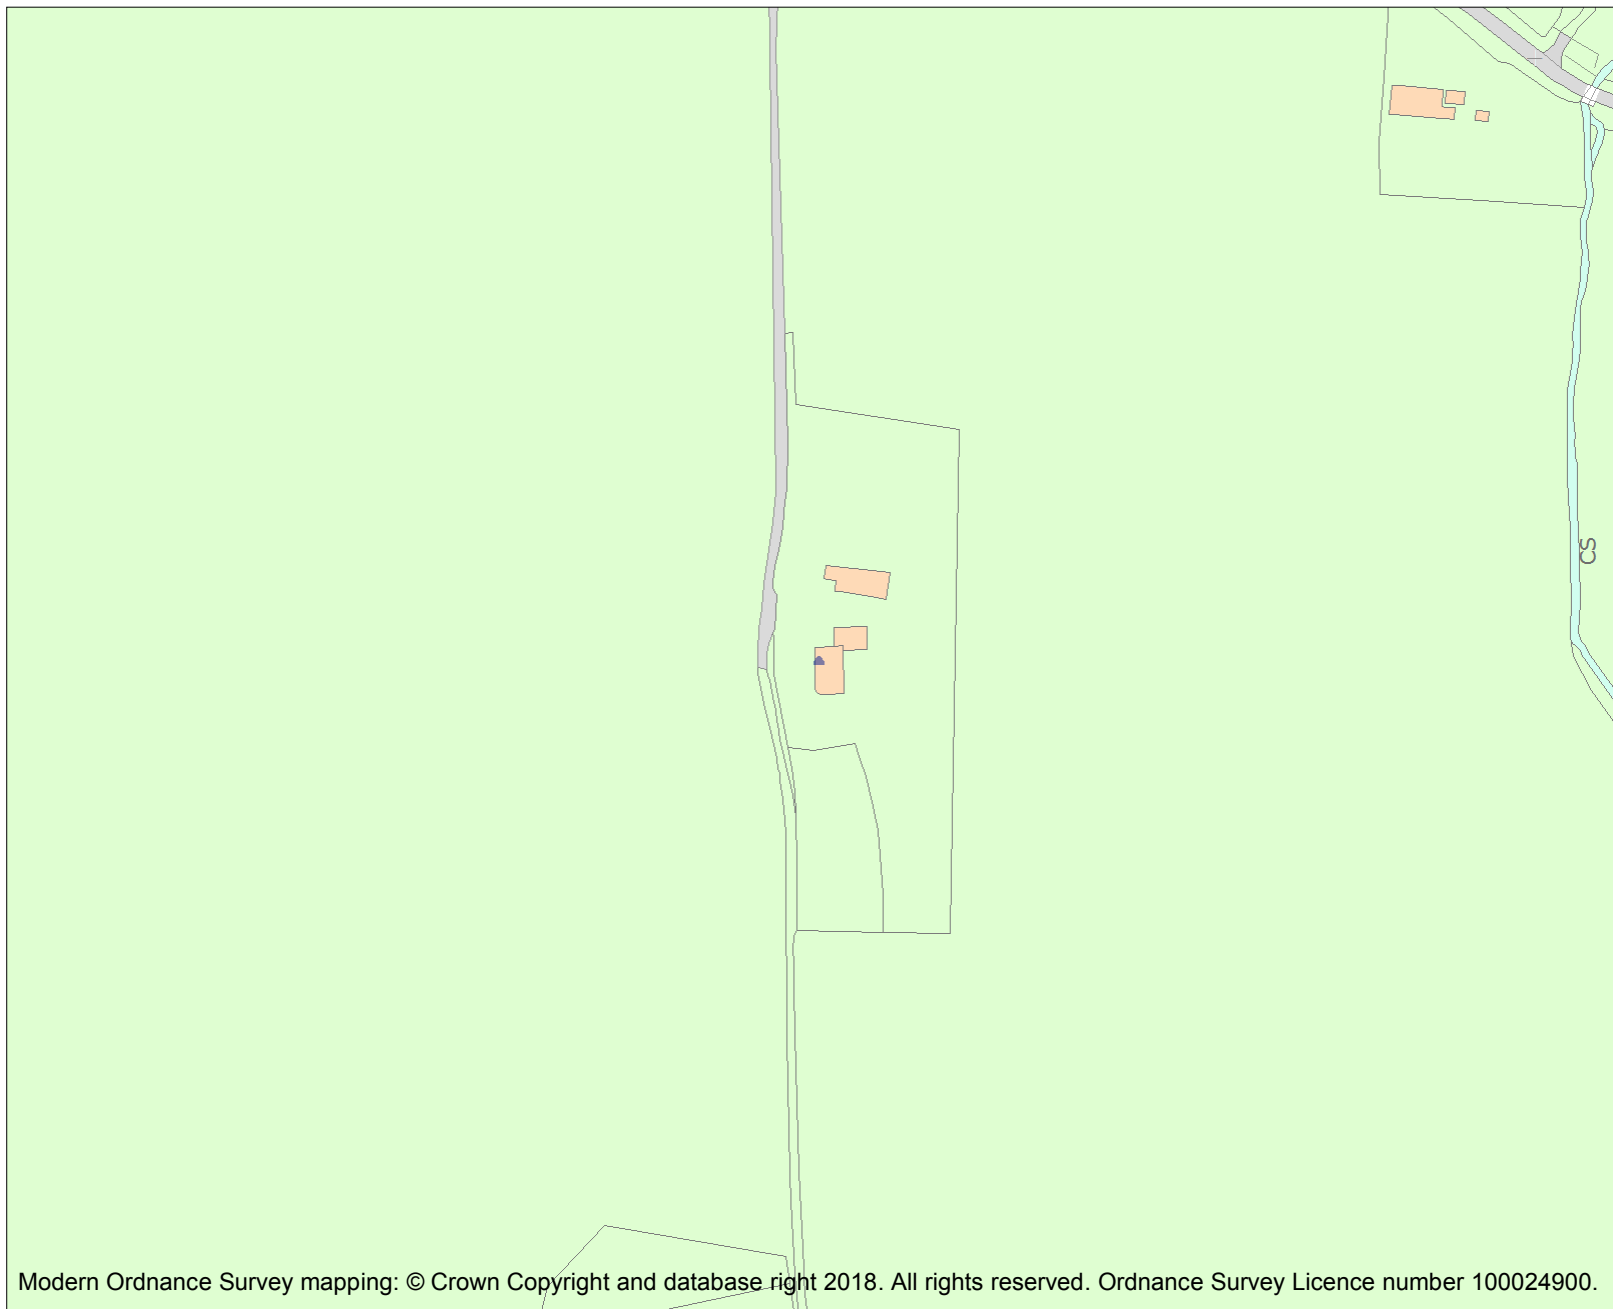 CS
Modern Ordnance Survey mapping: © Crown Copyright and database right 2018. All rights reserved. Ordnance Survey Licence number 100024900.